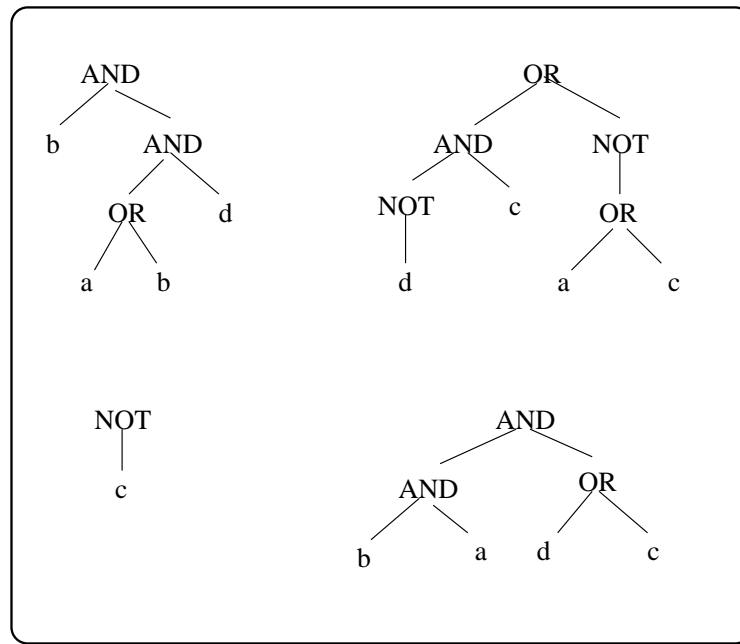 AND OR
b AND AND NOT
OR d NOT c OR
a b d a c
NOT AND
c AND OR
b a d c